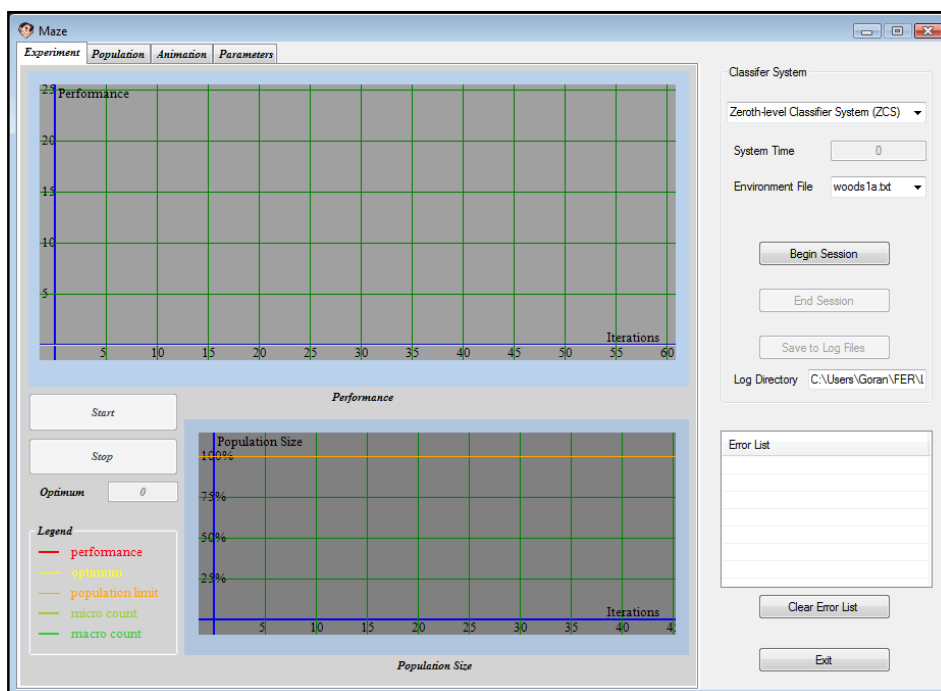 Maze
Experiment Population Animation Parameters
25
Performance
20
15
10
5
Iterations
5 10 15 20 25 30 35 40 45 50 55 60
Performance
Start
Stop
Optimum 0
Legend
performance
optimum
population limit
micro count
macro count
Population Size
100%
75%
50%
25%
Iterations
5 10 15 20 25 30 35 40 4
Population Size
Classifer System
Zeroth-level Classifier System (ZCS)
System Time 0
Environment File woods1a.txt
Begin Session
End Session
Save to Log Files
Log Directory C:\Users\Goran\FER\L
Error List
Clear Error List
Exit